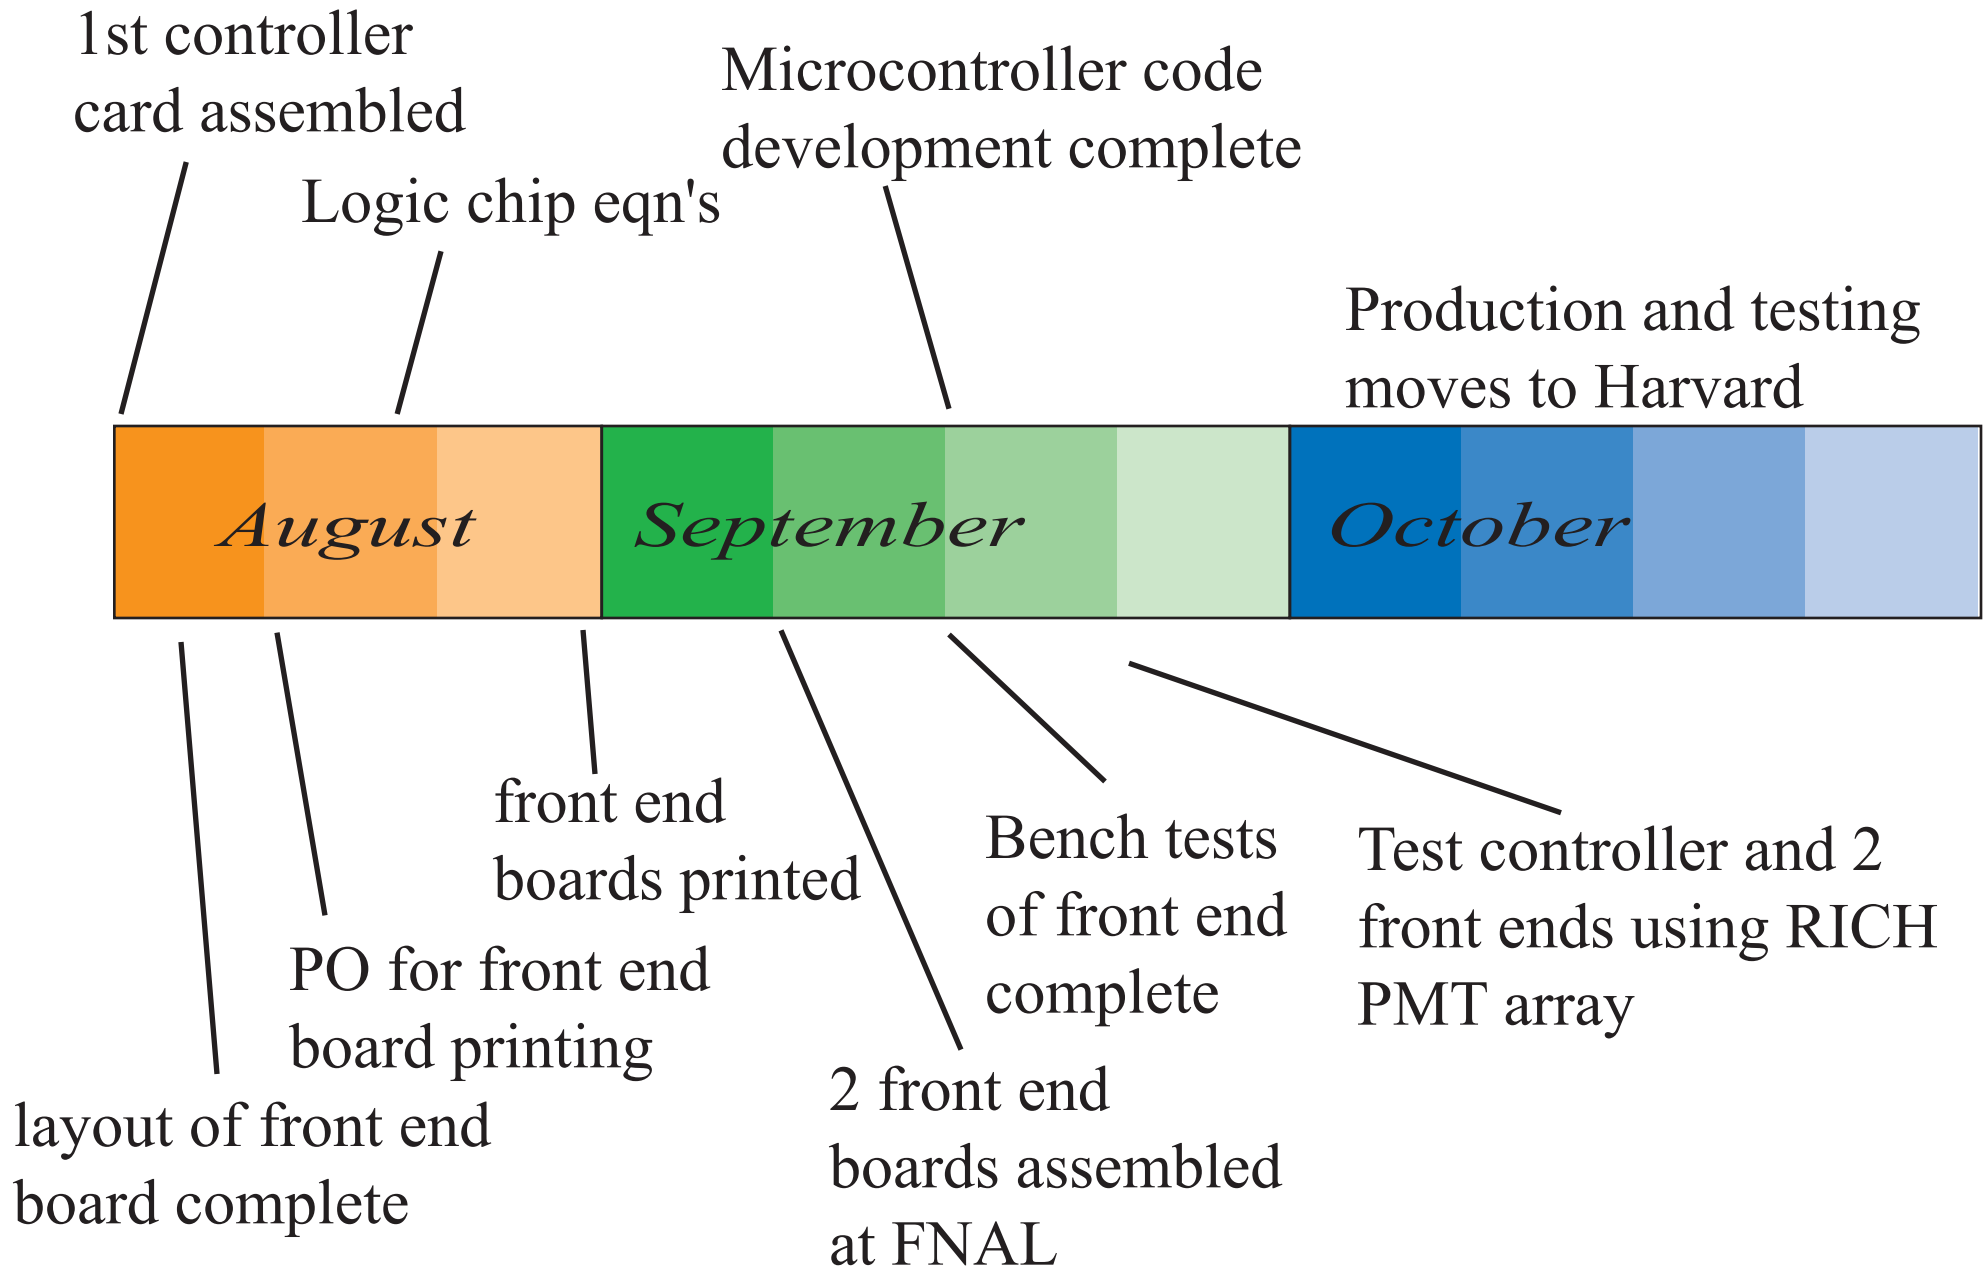 1st controller
card assembled
Logic chip eqn's
Microcontroller code
development complete
Production and testing
moves to Harvard
August
September
October
front end
boards printed
PO for front end
board printing
layout of front end
board complete
Bench tests
of front end
complete
2 front end
boards assembled
at FNAL
Test controller and 2
front ends using RICH
PMT array